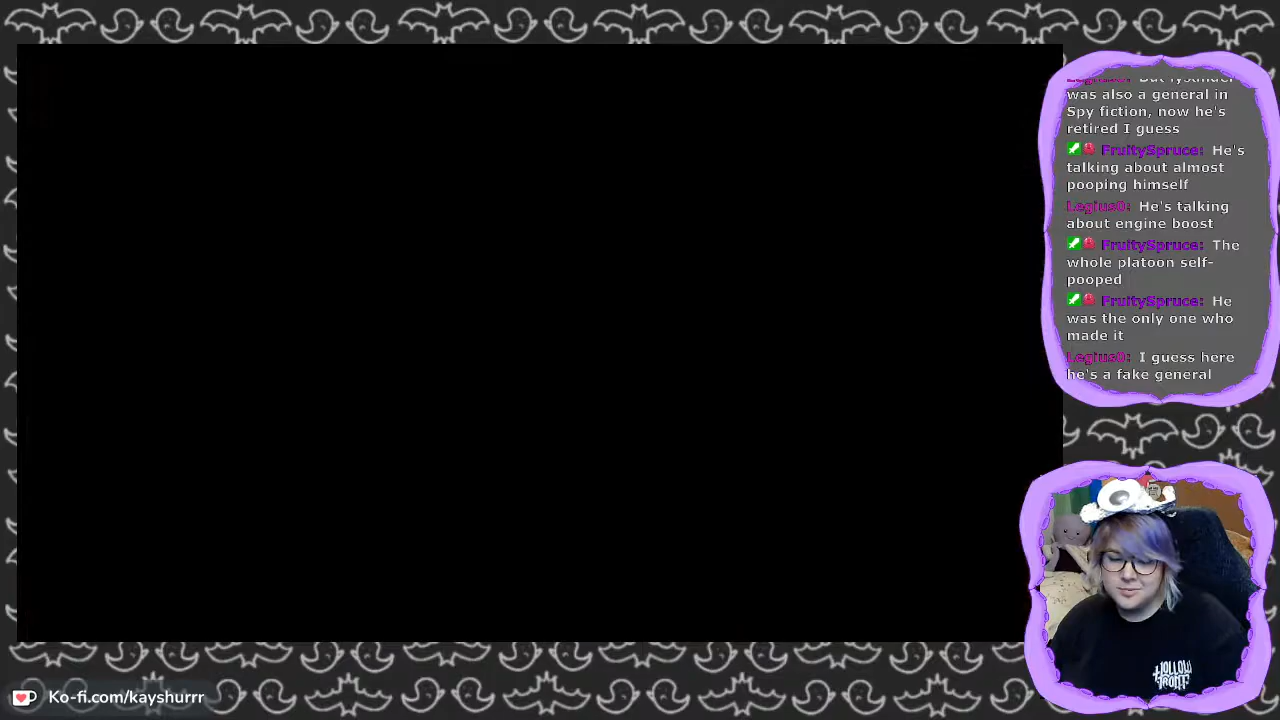 was also a general in
Spy fiction, now he's
retired I guess
FruitySpruce: He's
talking about almost
pooping himself
Legius0: He's talking
about engine boost
FruitySpruce: The
whole platoon self-
pooped
FruitySpruce: He
was the only one who
made it
Legius0: I guess here
he's a fake general
HOLLOW
FRONT
Ko-fi.com/kayshurrr